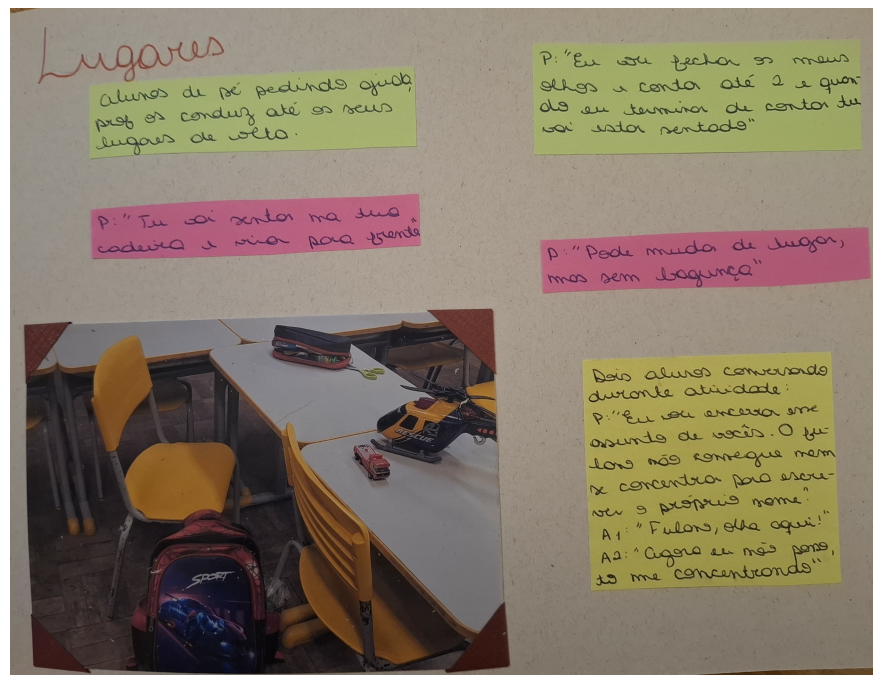 Lugares
Alunos de pé pedindo ajuda,
prof os conduz até os seus
lugares de volta.
P: "Eu vou fechar os meus
olhos e contar até 2 e quan-
do eu terminar de contar tu
vai estar sentado"
P: "Tu vai sentar na tua
cadeira e virar para frente"
P: "Pode mudar de lugar,
mas sem bagunça"
Dois alunos conversando
durante atividade:
P: "Eu vou encerrar esse
assunto de vocês. O fu-
lano não consegue nem
se concentrar para escre-
ver o próprio nome".
A1: "Fulano, olha aqui!"
A2: "Agora eu não posso,
tô me concentrando"
RESCUE
SPORT